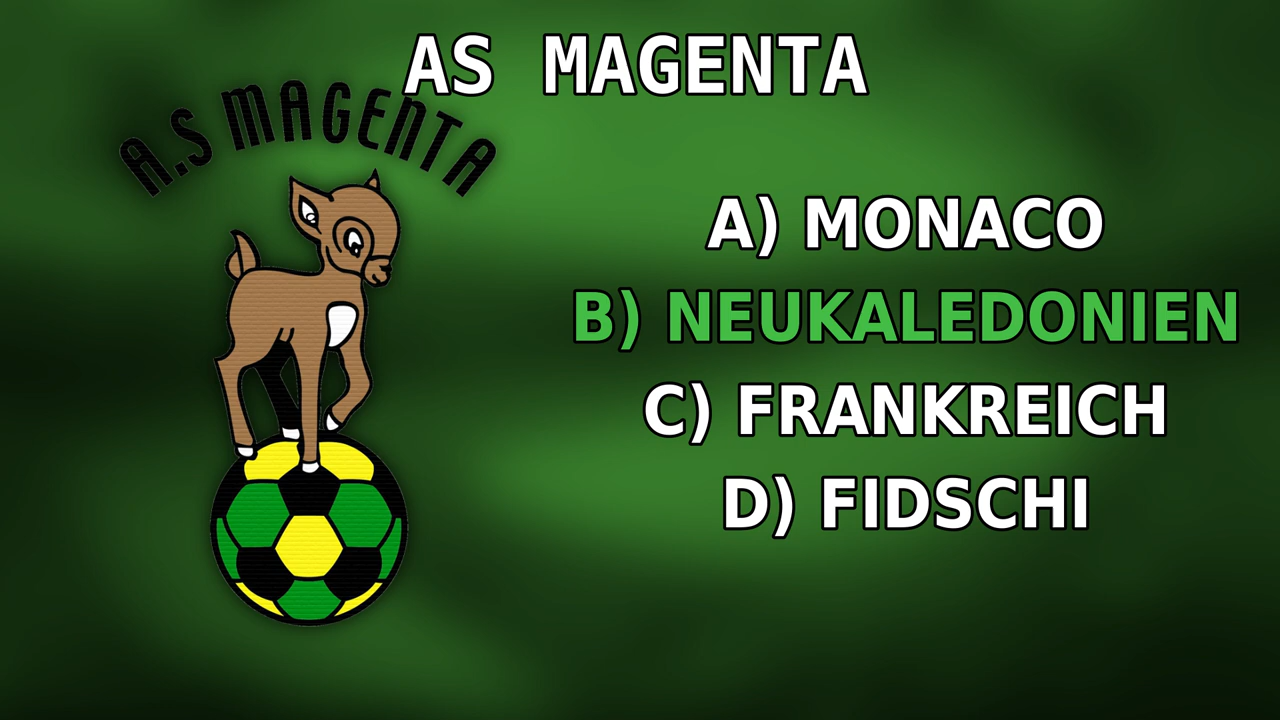 AS MAGENTA
A.S MAGENTA
A) MONACO
B) NEUKALEDONIEN
C) FRANKREICH
D) FIDSCHI